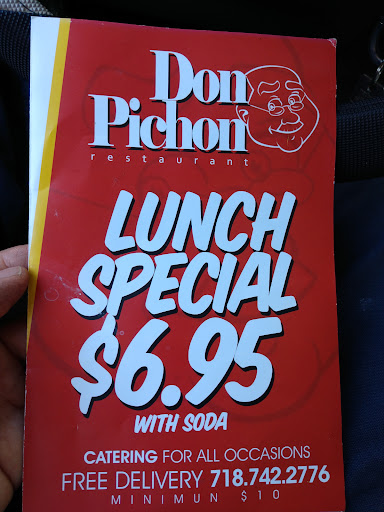 Don
Pichon
restaurant
LUNCH
SPECIAL
$6.95
WITH SODA
CATERING FOR ALL OCCASIONS
FREE DELIVERY 718.742.2776
MINIMUN $10